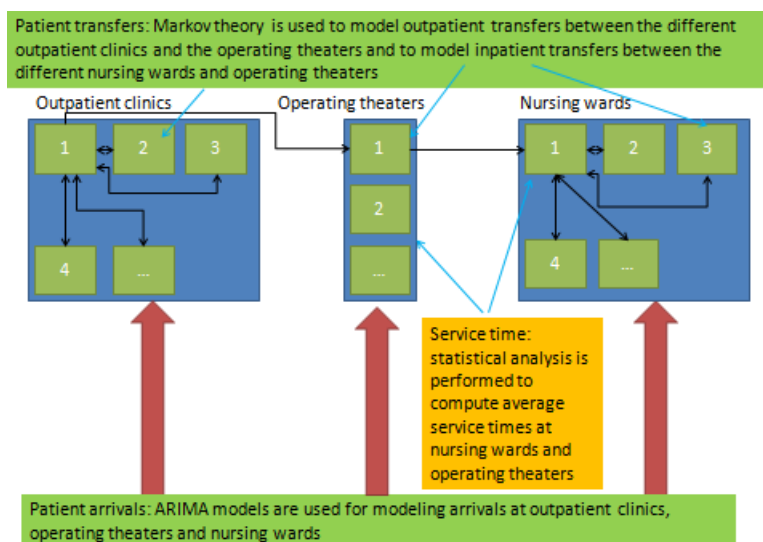 Patient transfers: Markov theory is used to model outpatient transfers between the different
outpatient clinics and the operating theaters and to model inpatient transfers between the
different nursing wards and operating theaters
Outpatient clinics
Operating theaters
Nursing wards
1
2
3
4
...
1
2
...
1
2
3
4
...
Service time:
statistical analysis is
performed to
compute average
service times at
nursing wards and
operating theaters
Patient arrivals: ARIMA models are used for modeling arrivals at outpatient clinics,
operating theaters and nursing wards